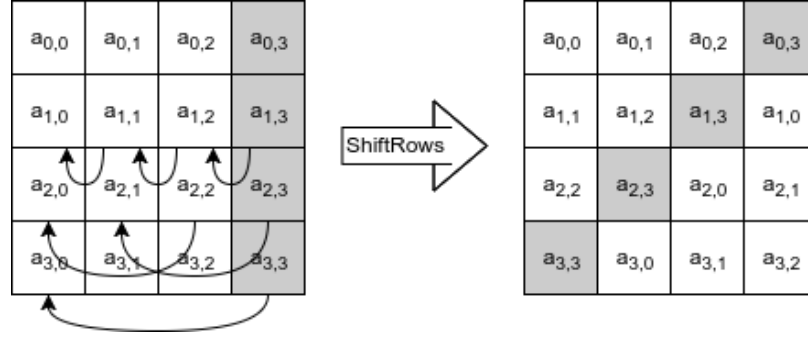 a0,0 a0,1 a0,2 a0,3
a1,0 a1,1 a1,2 a1,3
a2,0 a2,1 a2,2 a2,3
a3,0 a3,1 a3,2 a3,3
ShiftRows
a0,0 a0,1 a0,2 a0,3
a1,1 a1,2 a1,3 a1,0
a2,2 a2,3 a2,0 a2,1
a3,3 a3,0 a3,1 a3,2